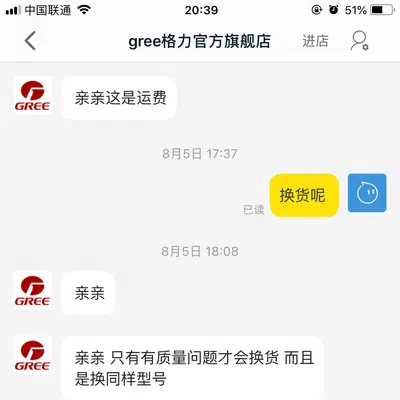 中国联通 20:39 51%
gree格力官方旗舰店 进店
GREE
亲亲这是运费
8月5日 17:37
换货呢
已读
8月5日 18:08
GREE
亲亲
GREE
亲亲 只有有质量问题才会换货 而且
是换同样型号